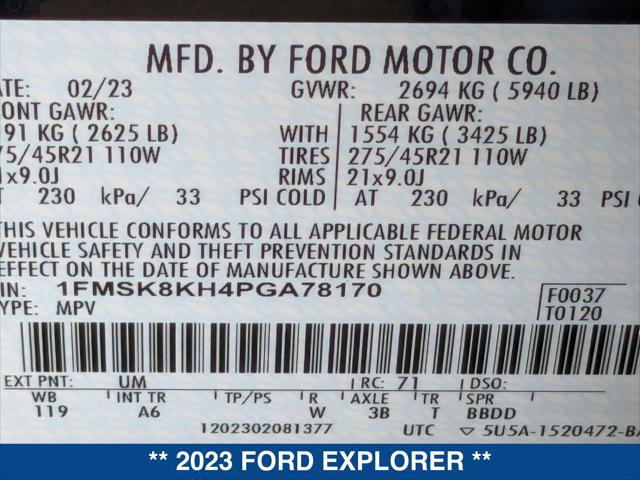 MFD. BY FORD MOTOR CO.
ATE: 02/23 GVWR: 2694 KG ( 5940 LB)
RONT GAWR: REAR GAWR:
191 KG ( 2625 LB) WITH 1554 KG ( 3425 LB)
275/45R21 110W TIRES 275/45R21 110W
1x9.0J RIMS 21x9.0J
AT 230 kPa/ 33 PSI COLD AT 230 kPa/ 33 PSI
THIS VEHICLE CONFORMS TO ALL APPLICABLE FEDERAL MOTOR
VEHICLE SAFETY AND THEFT PREVENTION STANDARDS IN
EFFECT ON THE DATE OF MANUFACTURE SHOWN ABOVE.
IN: 1FMSK8KH4PGA78170 F0037
YPE: MPV T0120
EXT PNT: UM RC: 71 DSO:
WB INT TR TP/PS R AXLE TR SPR
119 A6 W 3B T BBDD
1202302081377 UTC ▽ 5U5A-1520472-BA
** 2023 FORD EXPLORER **